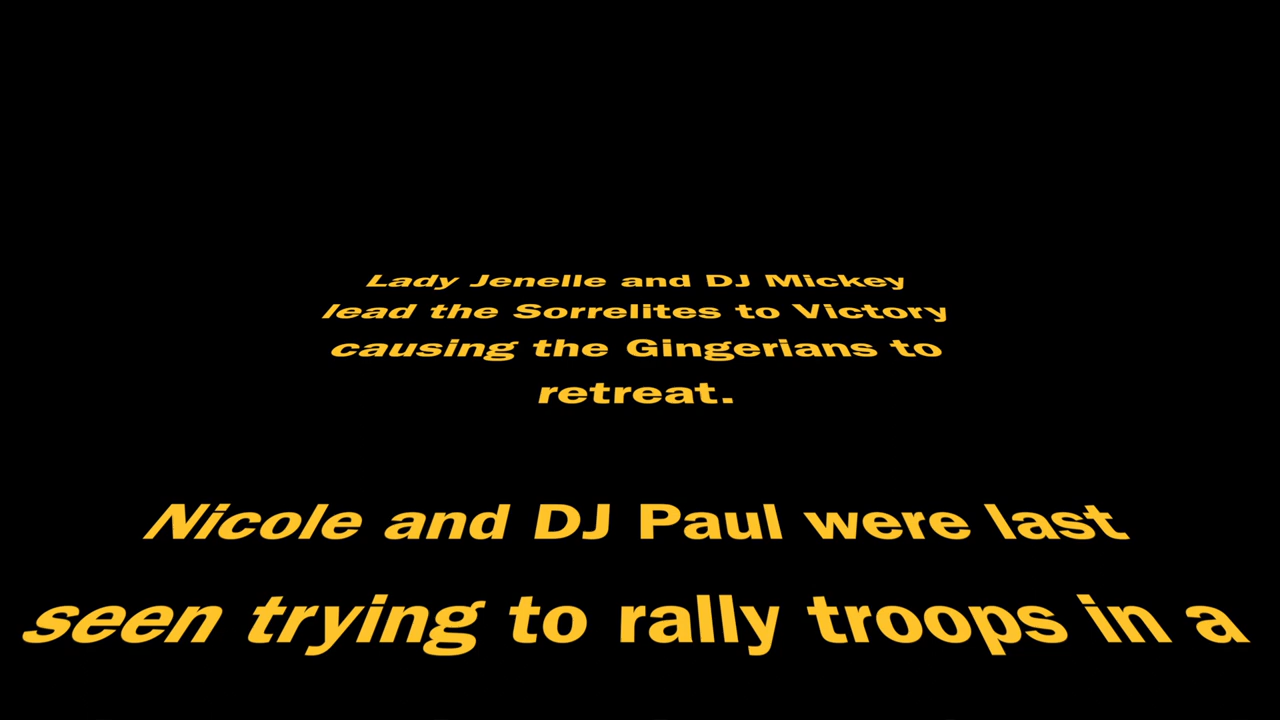 Lady Jenelle and DJ Mickey
lead the Sorrelites to Victory
causing the Gingerians to
retreat.
Nicole and DJ Paul were last
seen trying to rally troops in a